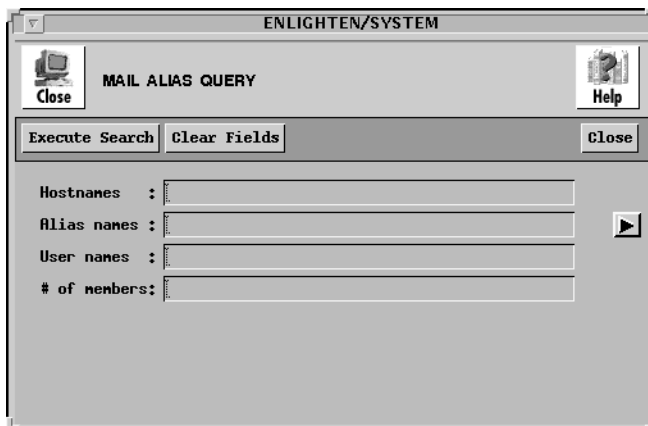 ENLIGHTEN/SYSTEM
Close
MAIL ALIAS QUERY
Help
Execute Search Clear Fields Close
Hostnames :
Alias names :
User names :
# of members: